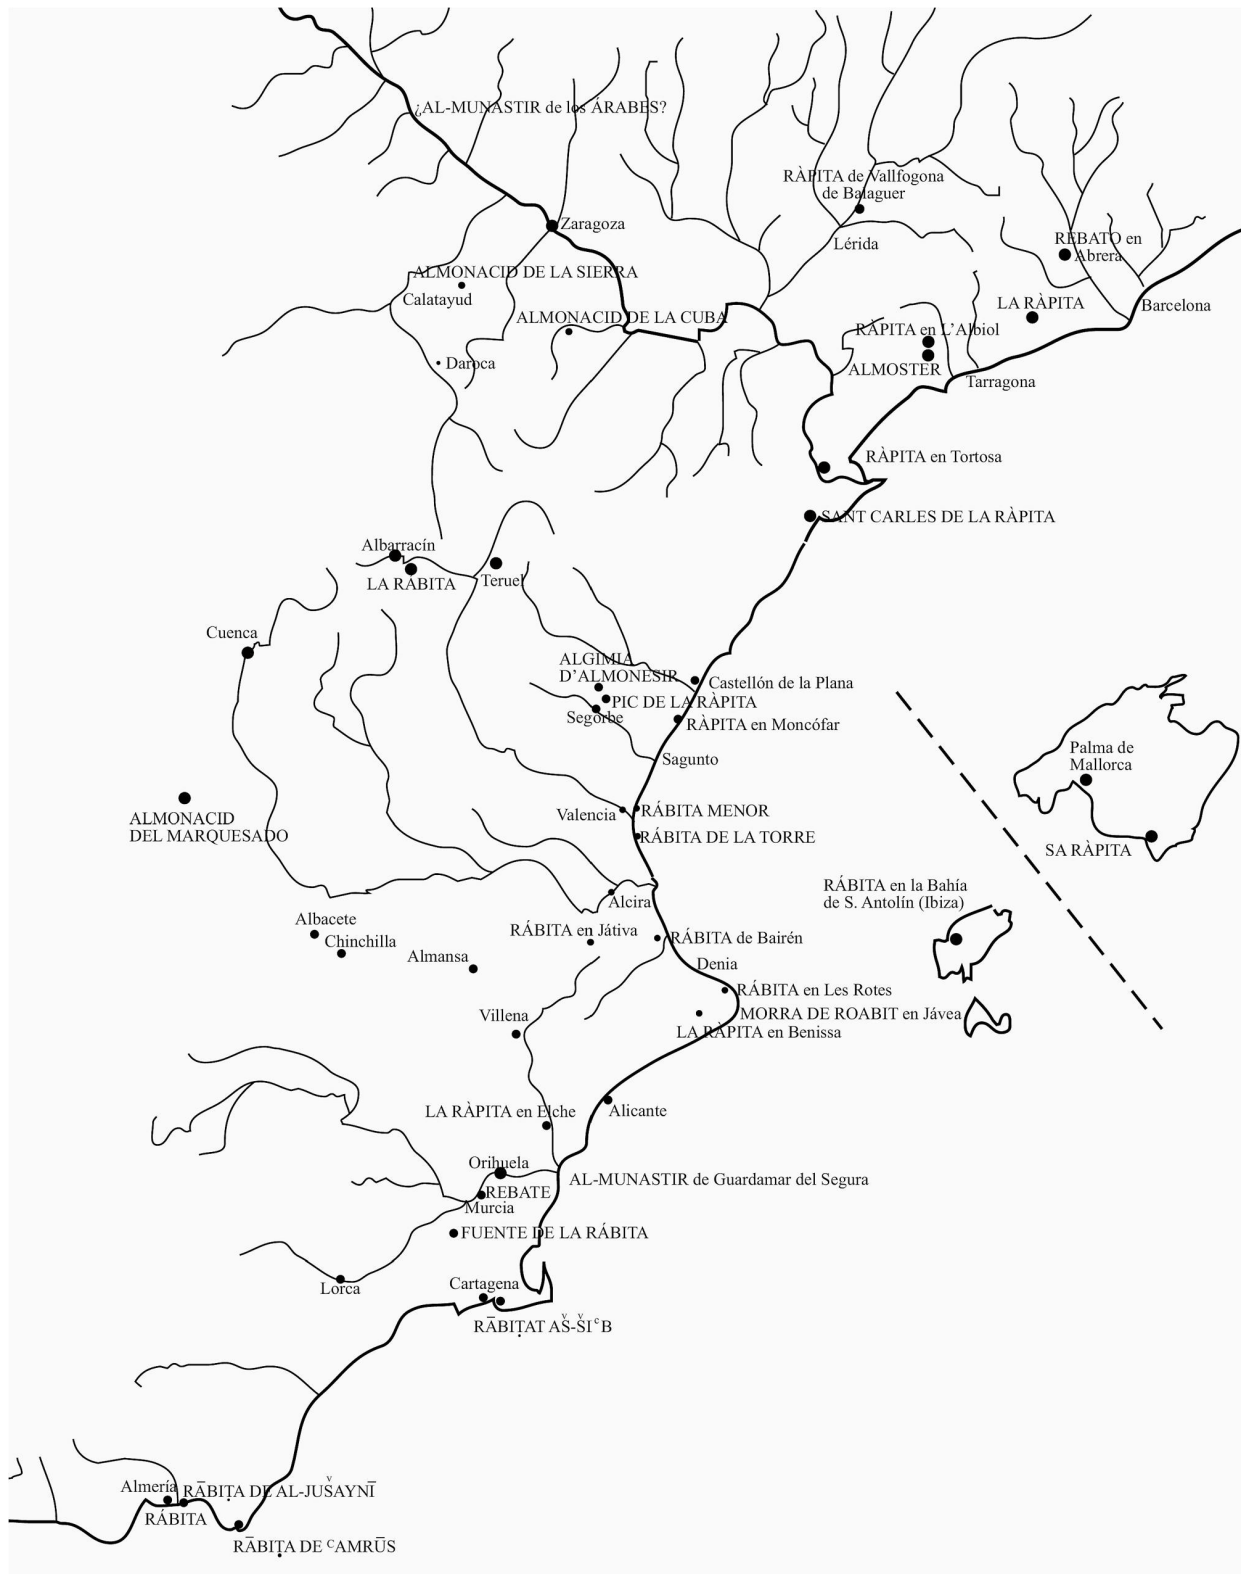 ¿AL-MUNASTIR de los ÁRABES?
RÀPITA de Vallfogona
de Balaguer
Zaragoza
Lérida
REBATO en
Abrera
ALMONACID DE LA SIERRA
Calatayud
LA RÀPITA
Barcelona
ALMONACID DE LA CUBA
RÀPITA en L'Albiol
Daroca
ALMOSTER
Tarragona
RÀPITA en Tortosa
SANT CARLES DE LA RÀPITA
Albarracín
LA RÁBITA
Teruel
Cuenca
ALGIMIA
D'ALMONESIR
Castellón de la Plana
PIC DE LA RÀPITA
Segorbe
RÀPITA en Moncófar
Sagunto
Palma de
Mallorca
ALMONACID
DEL MARQUESADO
Valencia
RÁBITA MENOR
RÁBITA DE LA TORRE
SA RÀPITA
RÁBITA en la Bahía
de S. Antolín (Ibiza)
Alcira
Albacete
Chinchilla
RÁBITA en Játiva
RÁBITA de Bairén
Almansa
Denia
RÁBITA en Les Rotes
MORRA DE ROABIT en Jávea
LA RÀPITA en Benissa
Villena
LA RÀPITA en Elche
Alicante
Orihuela
AL-MUNASTIR de Guardamar del Segura
REBATE
Murcia
FUENTE DE LA RÁBITA
Lorca
Cartagena
RĀBIṬAT AŠ-ŠIᶜB
Almería
RĀBIṬA DE AL-JUŠAYNĪ
RÁBITA
RĀBIṬA DE ᶜAMRŪS